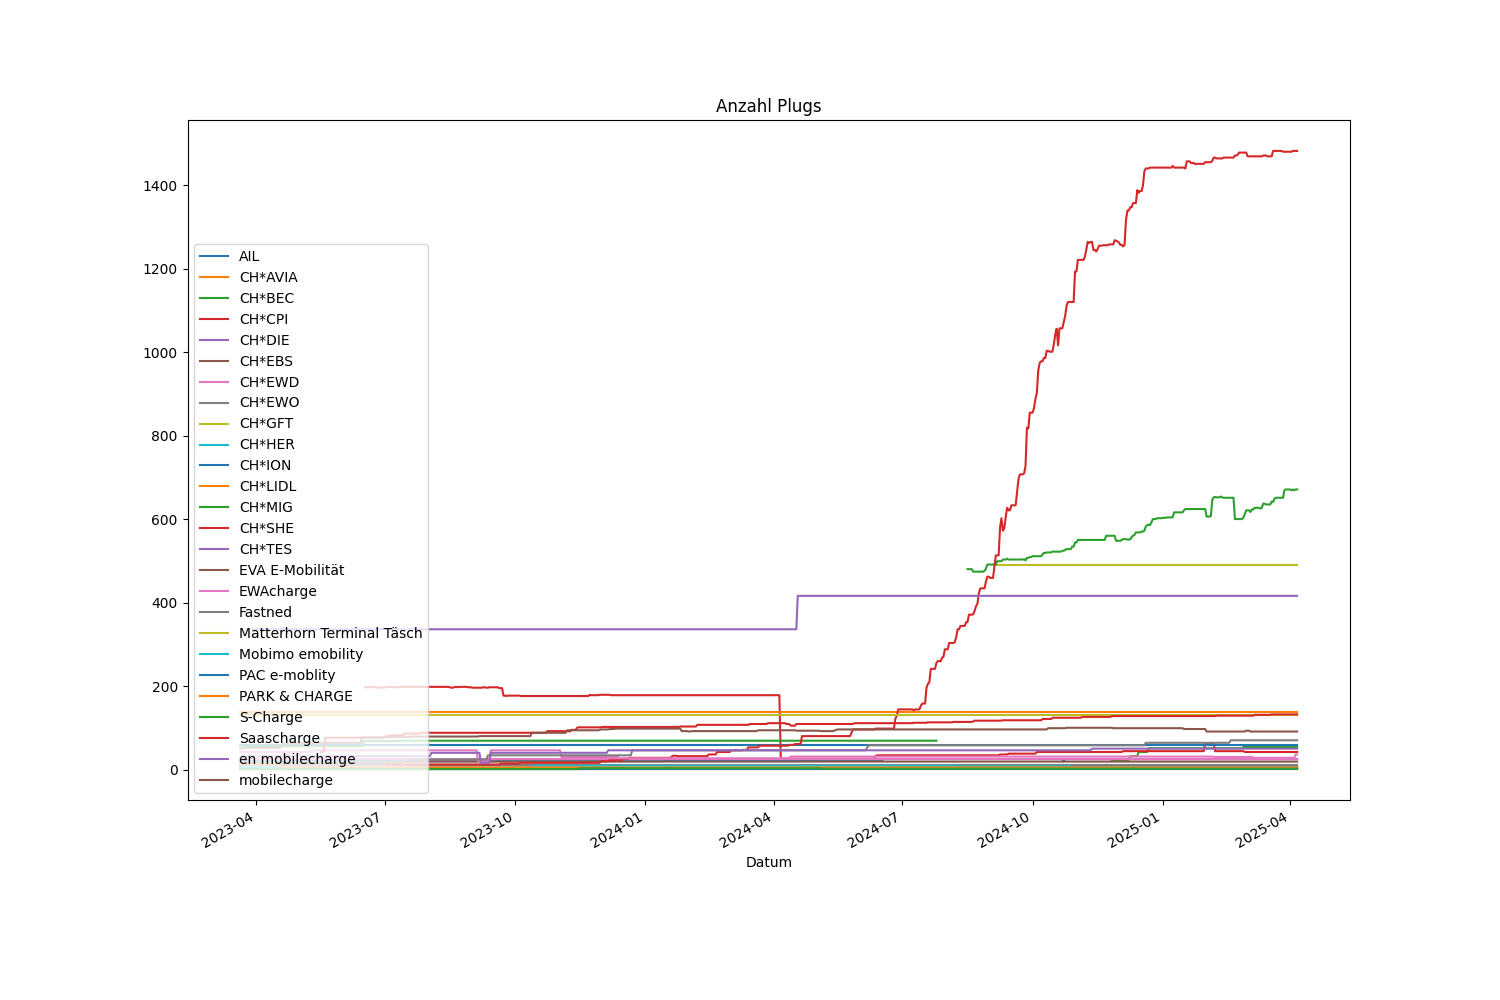 Anzahl Plugs
1400
1200
1000
800
600
400
200
0
AIL
CH*AVIA
CH*BEC
CH*CPI
CH*DIE
CH*EBS
CH*EWD
CH*EWO
CH*GFT
CH*HER
CH*ION
CH*LIDL
CH*MIG
CH*SHE
CH*TES
EVA E-Mobilität
EWAcharge
Fastned
Matterhorn Terminal Täsch
Mobimo emobility
PAC e-moblity
PARK & CHARGE
S-Charge
Saascharge
en mobilecharge
mobilecharge
2023-04
2023-07
2023-10
2024-01
2024-04
2024-07
2024-10
2025-01
2025-04
Datum